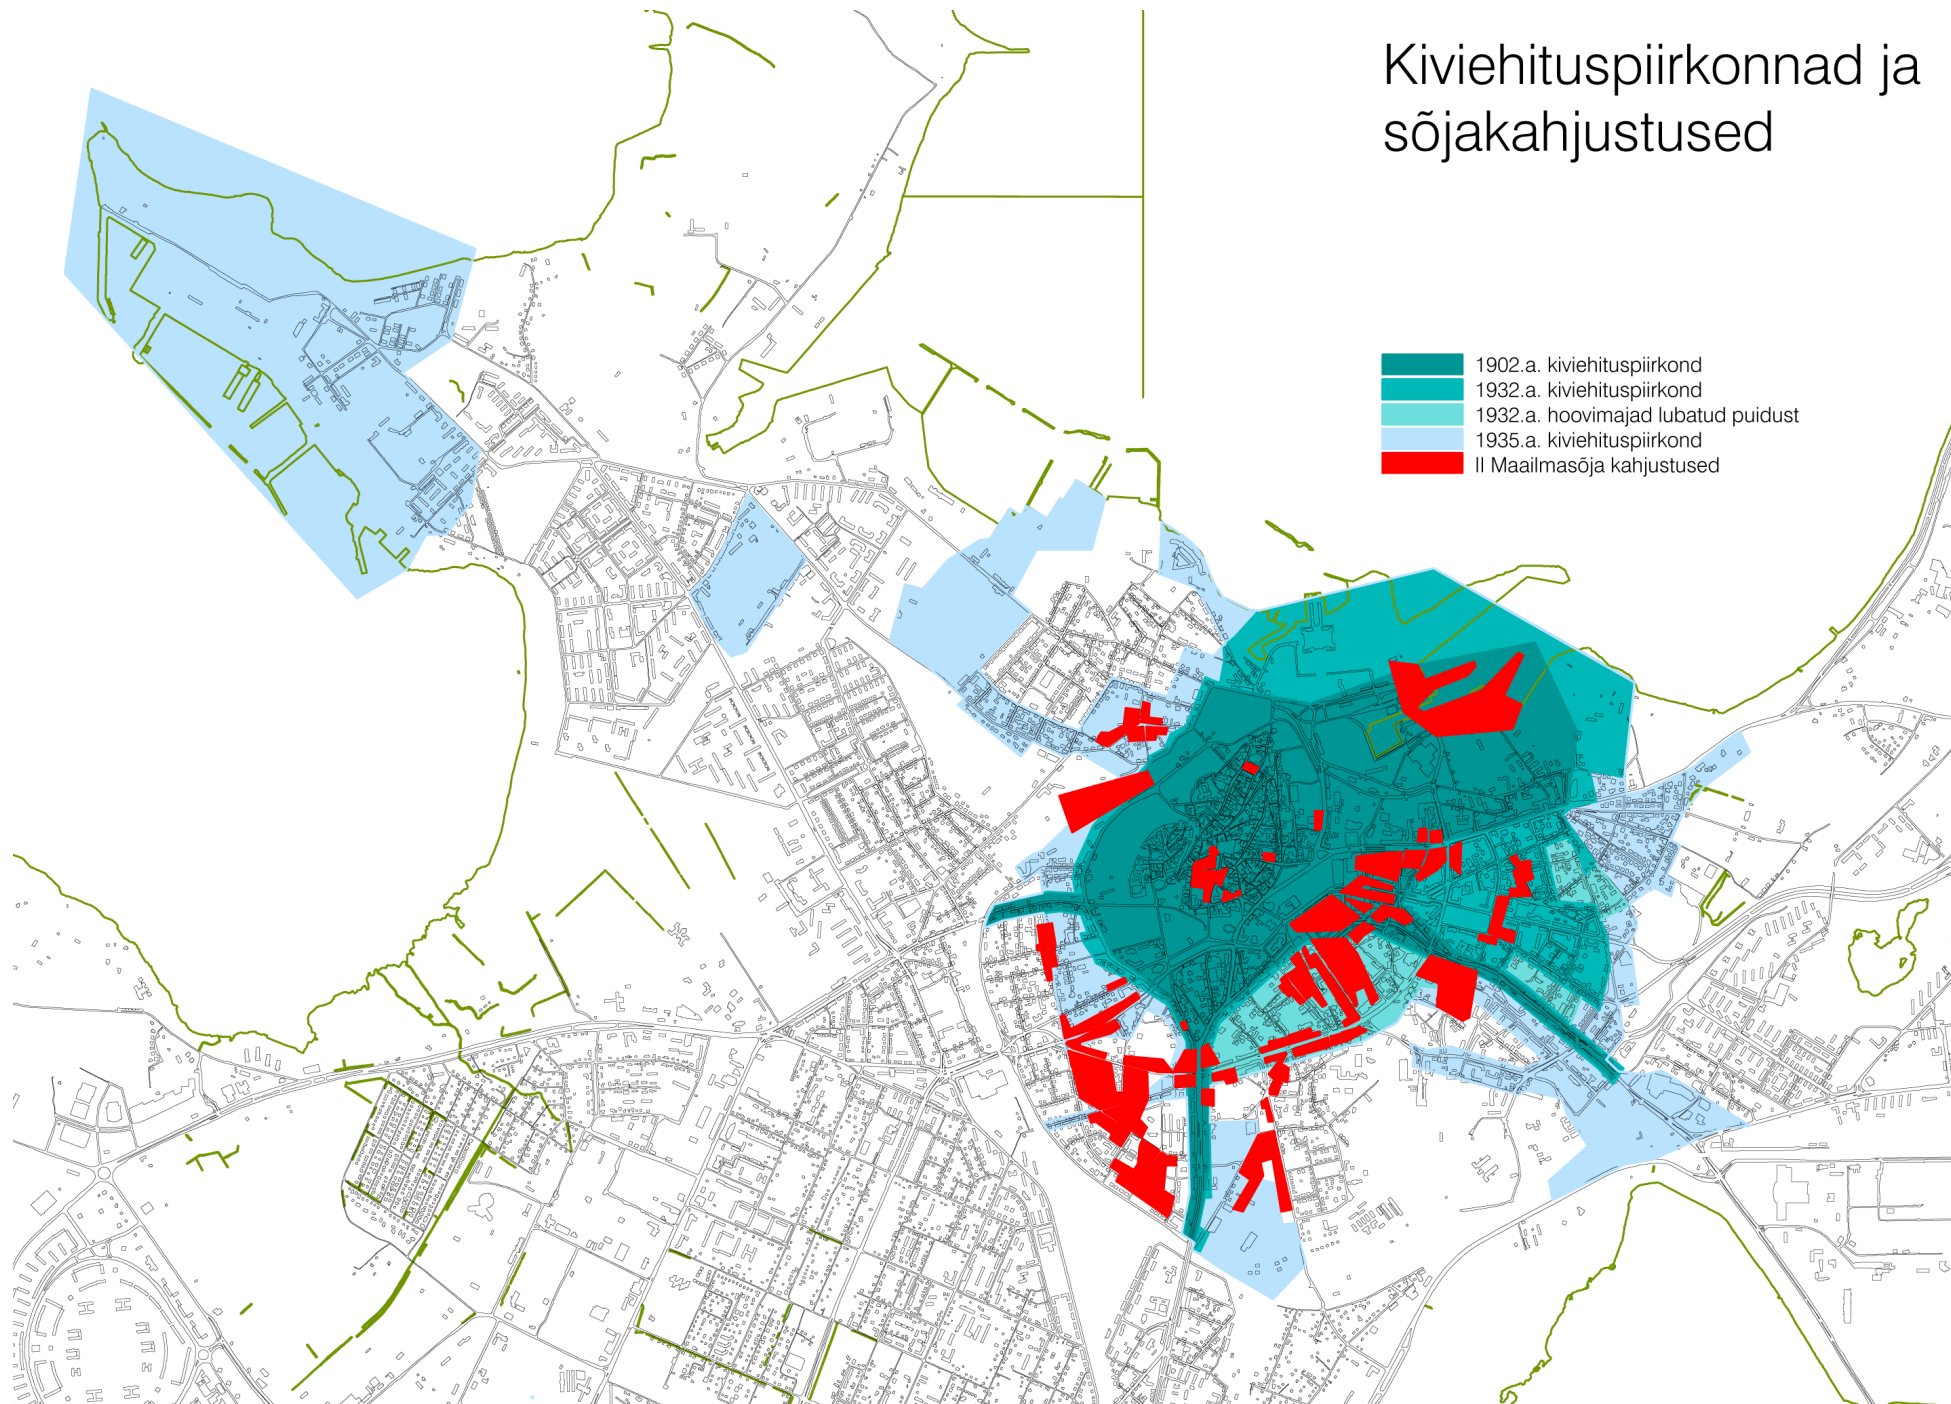 Kiviehituspiirkonnad ja
sõjakahjustused
1902.a. kiviehituspiirkond
1932.a. kiviehituspiirkond
1932.a. hoovimajad lubatud puidust
1935.a. kiviehituspiirkond
II Maailmasõja kahjustused